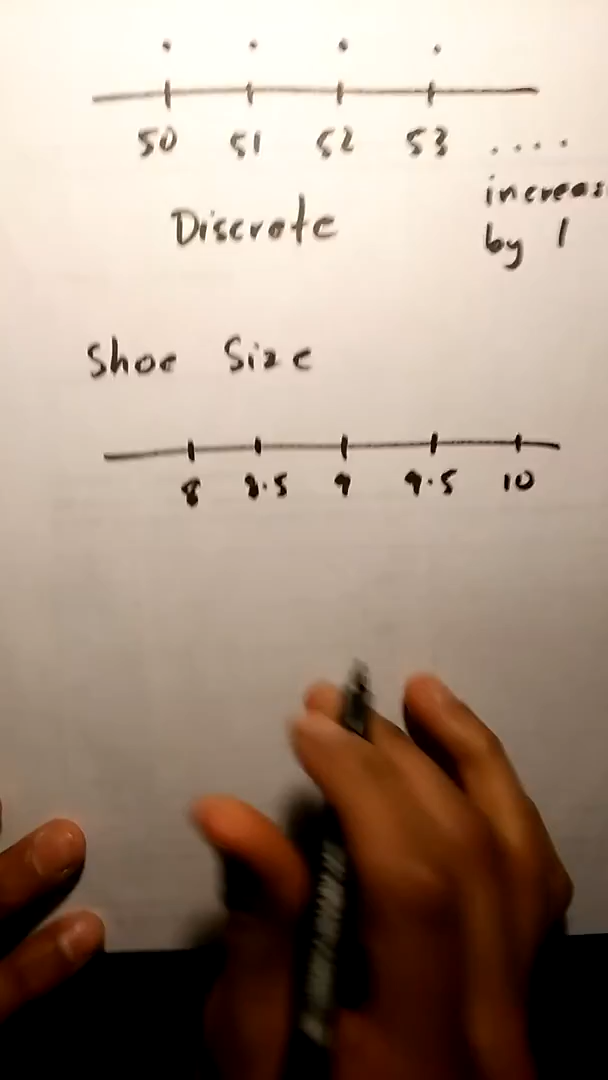 50 51 52 53 ....
increas
by 1
Discrete
Shoe Size
8 8.5 9 9.5 10